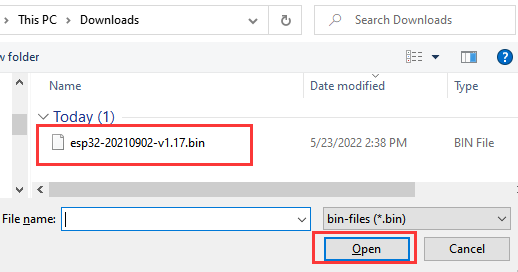 This PC > Downloads
Search Downloads
w folder
Name
Date modified
Type
Today (1)
esp32-20210902-v1.17.bin
5/23/2022 2:38 PM
BIN File
File name:
bin-files (*.bin)
Open
Cancel